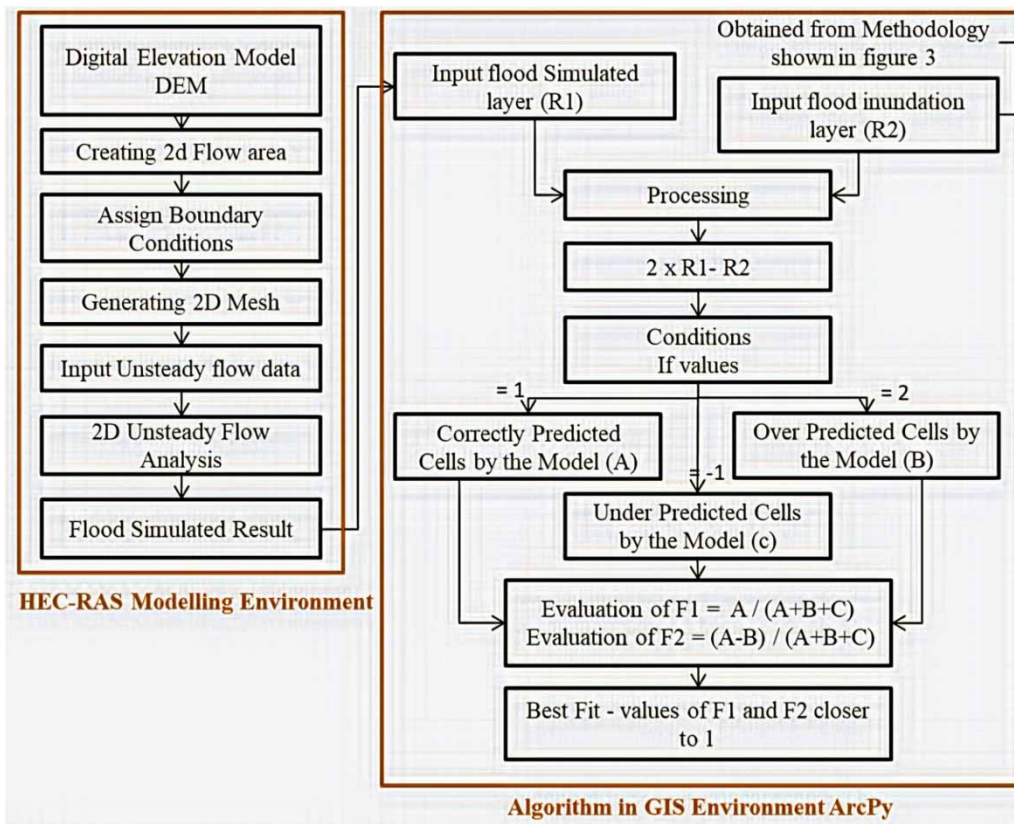 Digital Elevation Model
DEM
Creating 2d Flow area
Assign Boundary
Conditions
Generating 2D Mesh
Input Unsteady flow data
2D Unsteady Flow
Analysis
Flood Simulated Result
HEC-RAS Modelling Environment
Input flood Simulated
layer (R1)
Obtained from Methodology
shown in figure 3
Input flood inundation
layer (R2)
Processing
2 x R1- R2
Conditions
If values
= 1
= 2
= -1
Correctly Predicted
Cells by the Model (A)
Over Predicted Cells by
the Model (B)
Under Predicted Cells
by the Model (c)
Evaluation of F1 = A / (A+B+C)
Evaluation of F2 = (A-B) / (A+B+C)
Best Fit - values of F1 and F2 closer
to 1
Algorithm in GIS Environment ArcPy